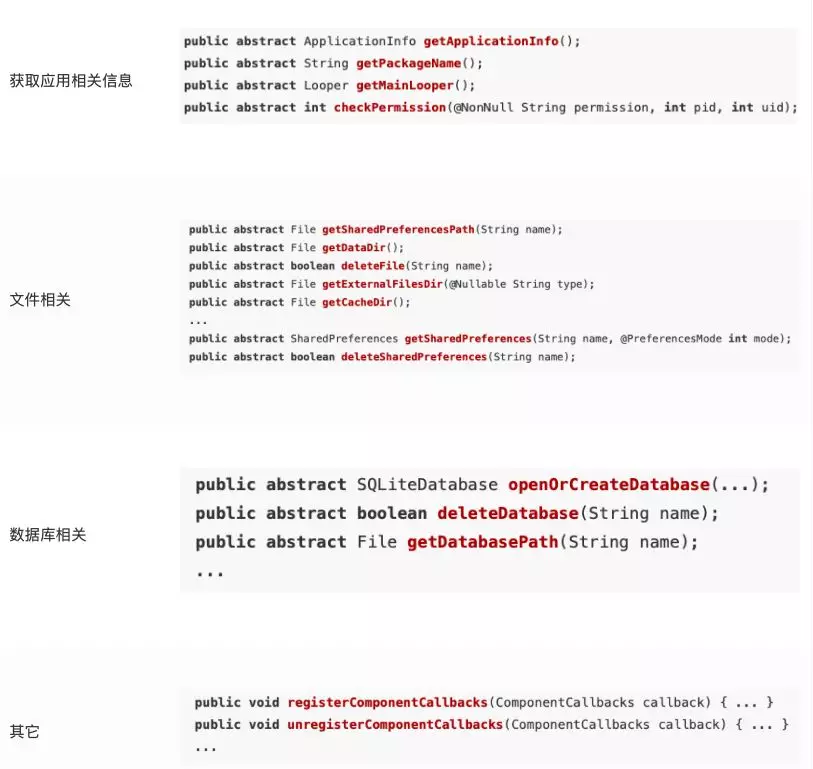 获取应用相关信息
public abstract ApplicationInfo getApplicationInfo();
public abstract String getPackageName();
public abstract Looper getMainLooper();
public abstract int checkPermission(@NonNull String permission, int pid, int uid);
文件相关
public abstract File getSharedPreferencesPath(String name);
public abstract File getDataDir();
public abstract boolean deleteFile(String name);
public abstract File getExternalFilesDir(@Nullable String type);
public abstract File getCacheDir();
...
public abstract SharedPreferences getSharedPreferences(String name, @PreferencesMode int mode);
public abstract boolean deleteSharedPreferences(String name);
数据库相关
public abstract SQLiteDatabase openOrCreateDatabase(...);
public abstract boolean deleteDatabase(String name);
public abstract File getDatabasePath(String name);
...
其它
public void registerComponentCallbacks(ComponentCallbacks callback) { ... }
public void unregisterComponentCallbacks(ComponentCallbacks callback) { ... }
...